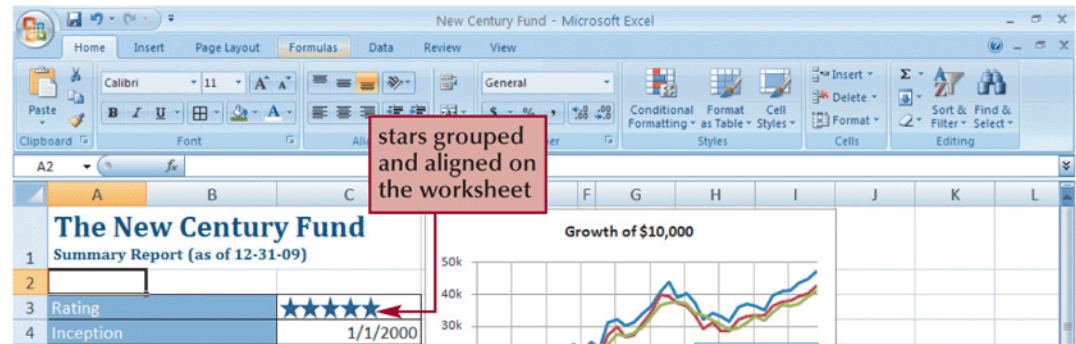 New Century Fund - Microsoft Excel
Home Insert Page Layout Formulas Data Review View
Calibri 11 A A General Insert
Paste B I U A $ % , .00 .00 Conditional Formatting Format as Table Cell Styles Delete Sort & Filter Find & Select
Format
Clipboard Font Styles Cells Editing
stars grouped
and aligned on
the worksheet
A2 fx
A B C F G H I J K L
1 The New Century Fund
Summary Report (as of 12-31-09)
Growth of $10,000
50k
2
40k
3 Rating
30k
4 Inception 1/1/2000